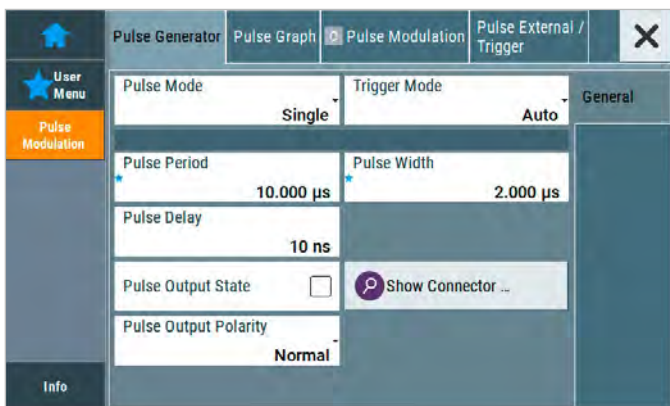 Pulse Generator
Pulse Graph
0 Pulse Modulation
Pulse External /
Trigger
User
Menu
Pulse
Modulation
Info
Pulse Mode
Single
Trigger Mode
Auto
General
Pulse Period
10.000 µs
Pulse Width
2.000 µs
Pulse Delay
10 ns
Pulse Output State
Show Connector ...
Pulse Output Polarity
Normal